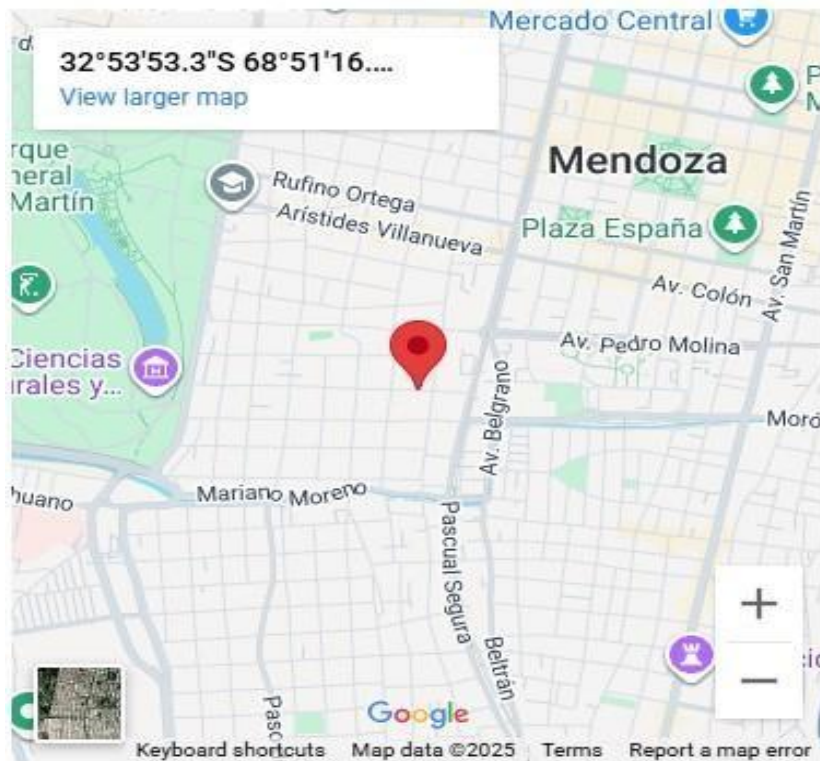 Mercado Central
32°53'53.3"S 68°51'16....
View larger map
Martín
Mendoza
Rufino Ortega
Arístides Villanueva
Plaza España
Av. San Martín
Av. Colón
Av. Pedro Molina
Ciencias
Av. Belgrano
Mariano Moreno
Pascual Segura
Beltrán
Google
Keyboard shortcuts Map data ©2025 Terms Report a map error